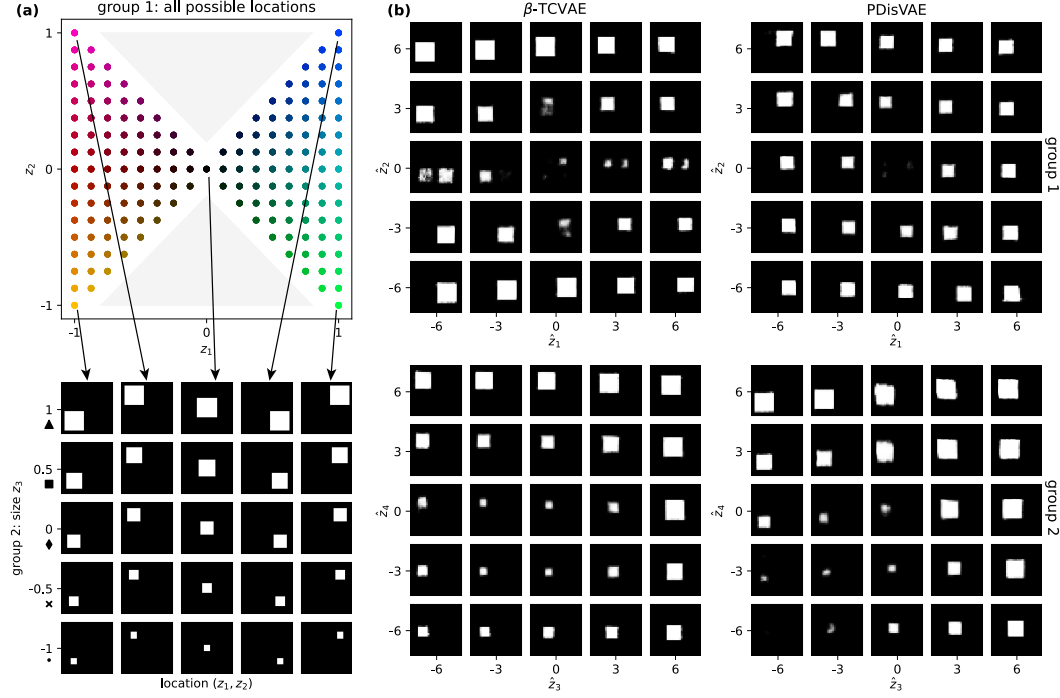 (a)
group 1: all possible locations
1
0
-1
z2
-1
0
1
z1
group 2: size z3
1
0.5
0
-0.5
-1
location (z1, z2)
(b)
β-TCVAE
PDisVAE
6
3
0
-3
-6
ẑ2
-6
-3
0
3
6
ẑ1
6
3
0
-3
-6
ẑ2
-6
-3
0
3
6
ẑ1
group 1
6
3
0
-3
-6
ẑ4
-6
-3
0
3
6
ẑ3
6
3
0
-3
-6
ẑ4
-6
-3
0
3
6
ẑ3
group 2